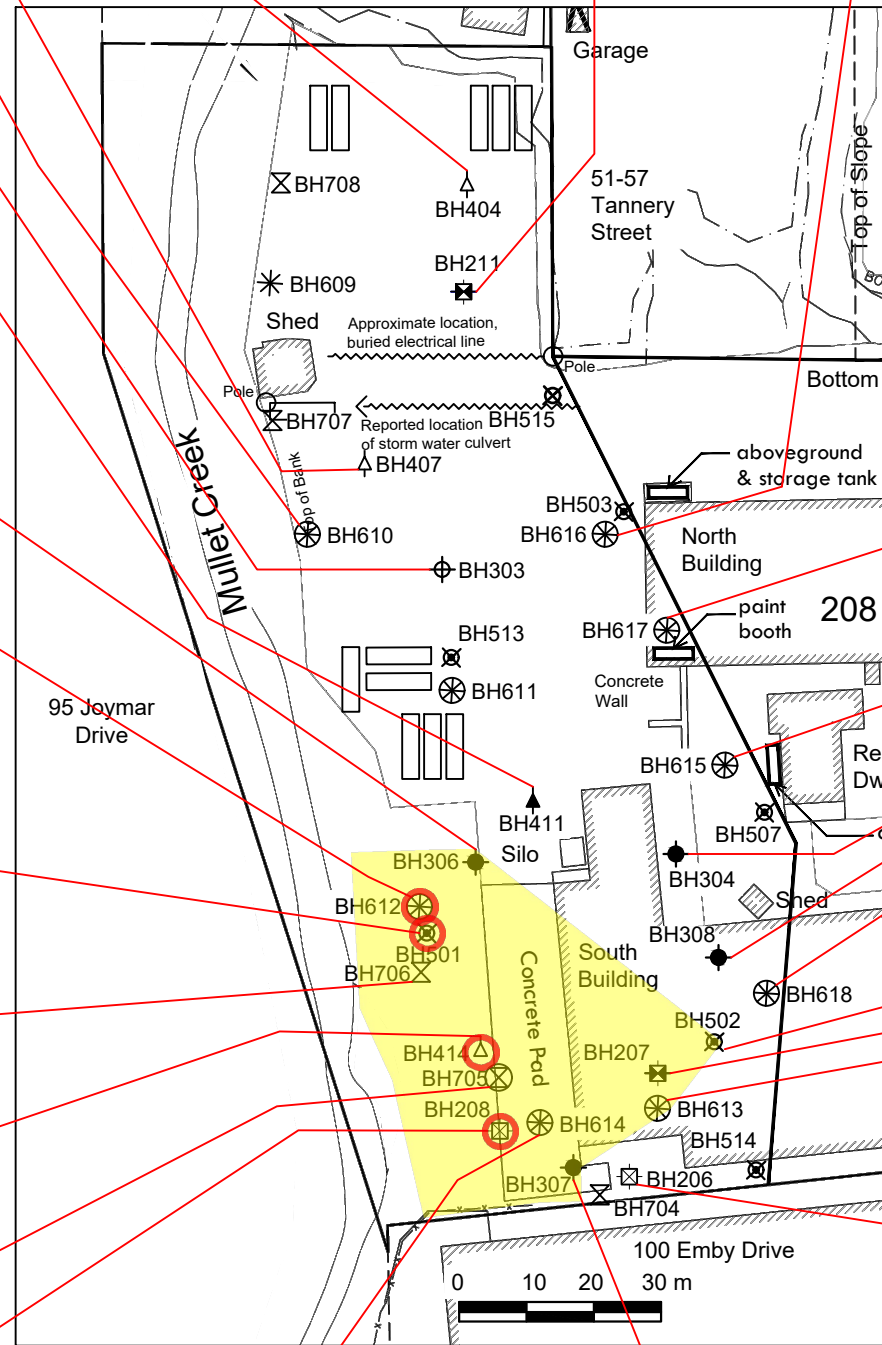 Garage
51-57
Tannery
Street
Top of Slope
BH708
BH404
BH211
BH609
Shed
Approximate location,
buried electrical line
Pole
Bottom
Pole
BH707
BH515
Reported location
of storm water culvert
BH407
aboveground
& storage tank
Top of Bank
BH503
BH610
BH616
North
Building
Mullet Creek
BH303
paint
booth
208
BH617
BH513
BH611
Concrete
Wall
95 Joymar
Drive
BH615
Re
Dw
BH411
BH507
BH306
Silo
BH304
Shed
BH612
BH308
BH501
South
Building
BH706
Concrete Pad
BH618
BH502
BH414
BH207
BH705
BH208
BH614
BH613
BH514
BH307
BH206
BH704
100 Emby Drive
0 10 20 30 m